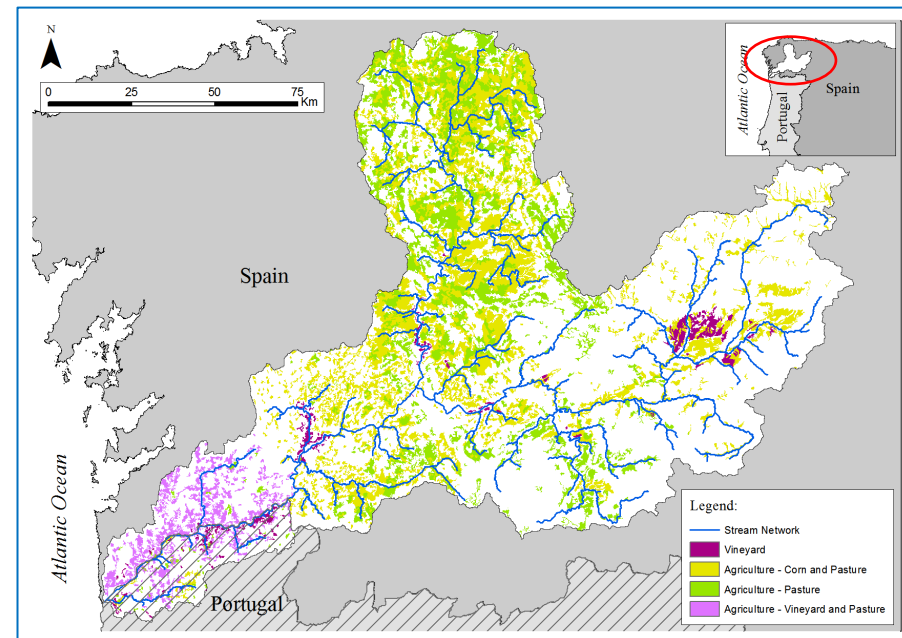 N
0 25 50 75
Km
Atlantic Ocean
Portugal
Spain
Spain
Atlantic Ocean
Portugal
Legend:
Stream Network
Vineyard
Agriculture - Corn and Pasture
Agriculture - Pasture
Agriculture - Vineyard and Pasture